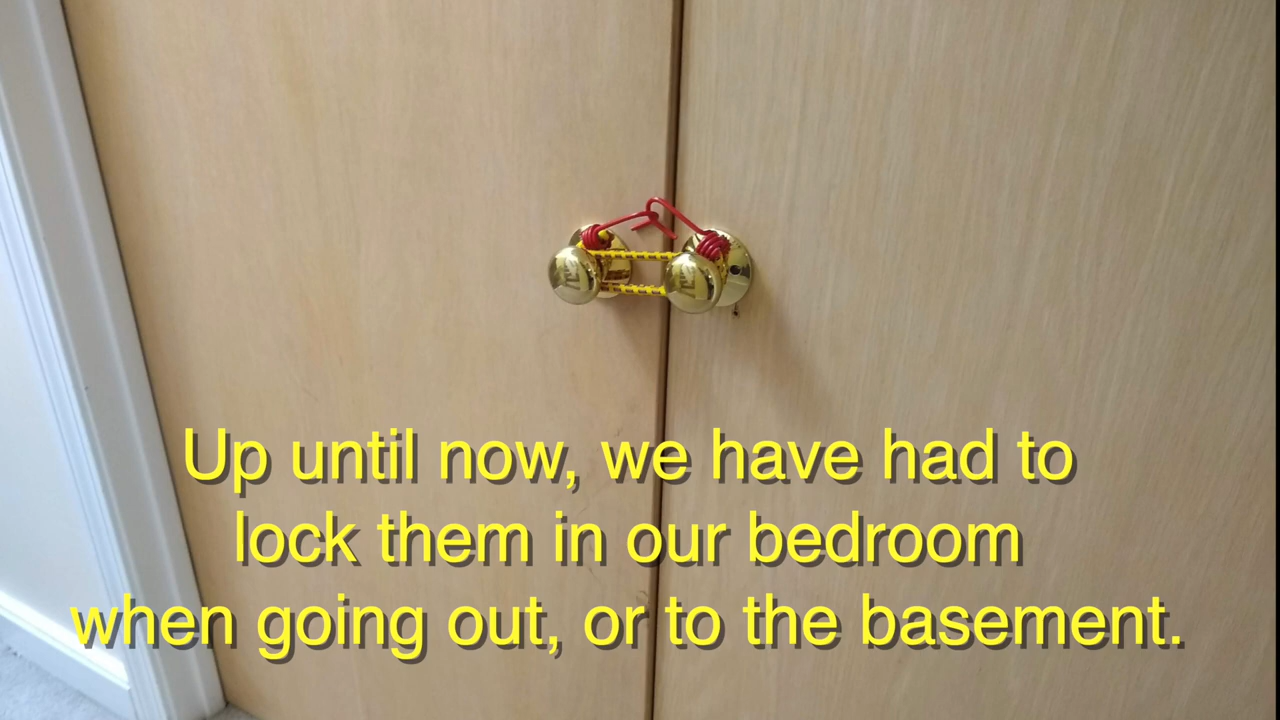 Up until now, we have had to
lock them in our bedroom
when going out, or to the basement.